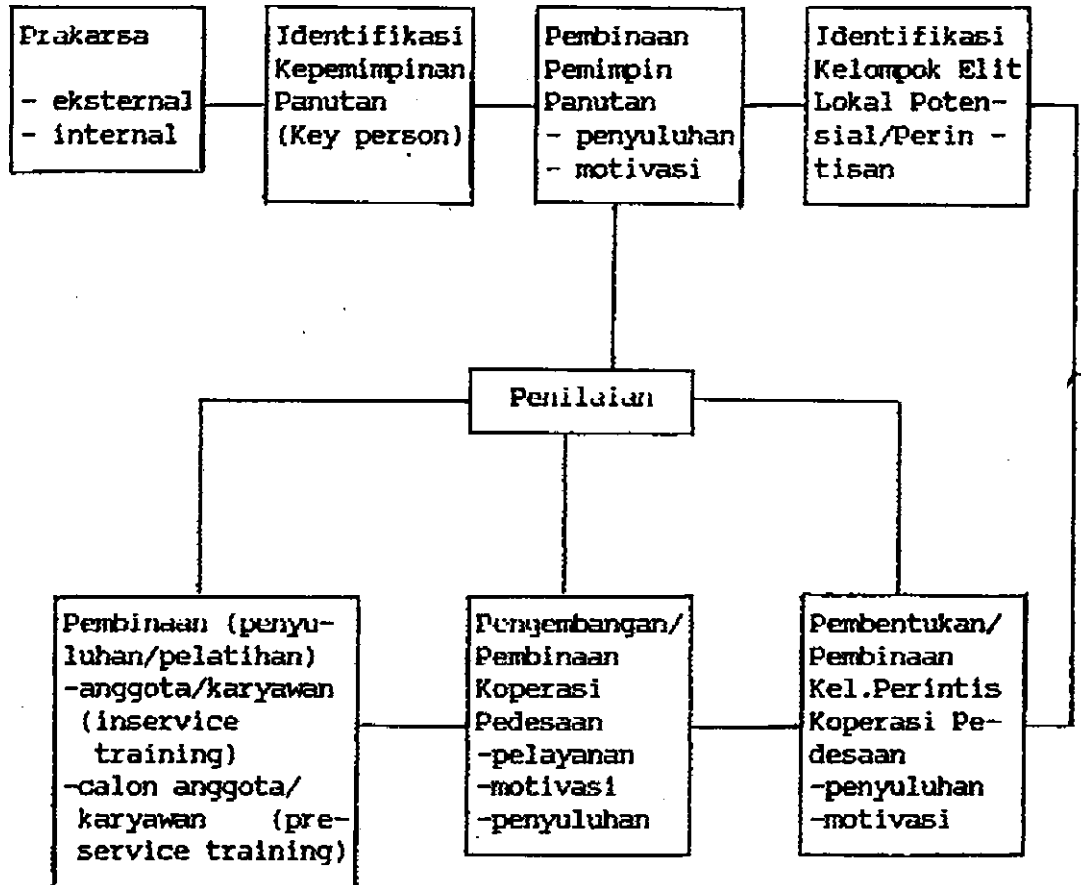 Prakarsa
- eksternal
- internal
Identifikasi
Kepemimpinan
Panutan
(Key person)
Pembinaan
Pemimpin
Panutan
- penyuluhan
- motivasi
Identifikasi
Kelompok Elit
Lokal Poten-
sial/Perin -
tisan
Penilaian
Pembinaan (penyu-
luhan/pelatihan)
-anggota/karyawan
(inservice
training)
-calon anggota/
karyawan (pre-
service training)
Pengembangan/
Pembinaan
Koperasi
Pedesaan
-pelayanan
-motivasi
-penyuluhan
Pembentukan/
Pembinaan
Kel.Perintis
Koperasi Pe-
desaan
-penyuluhan
-motivasi